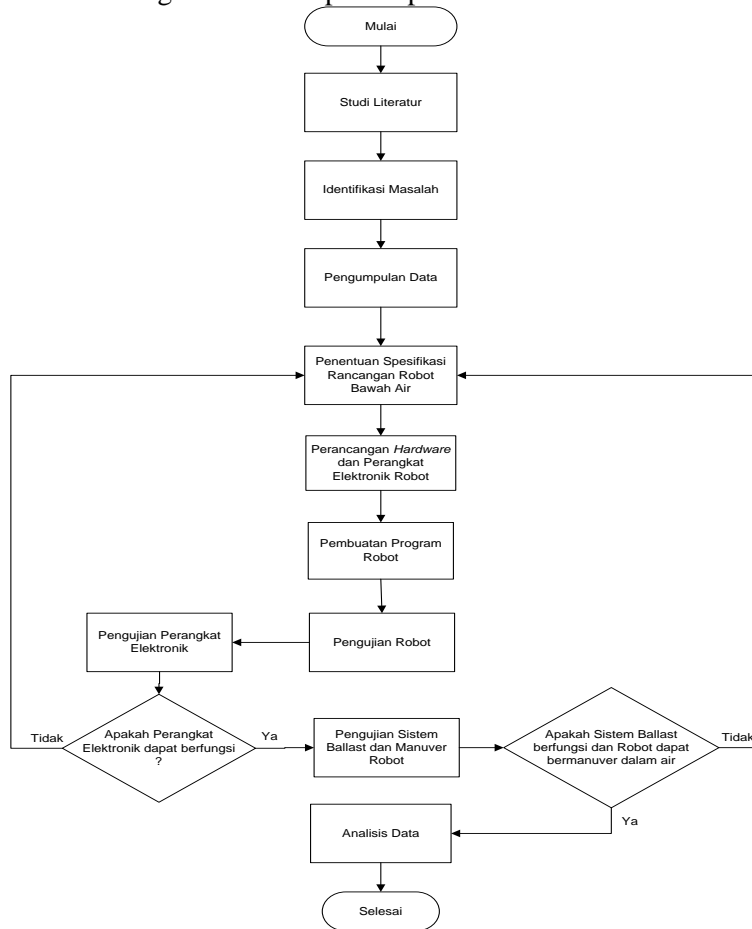 Mulai
Studi Literatur
Identifikasi Masalah
Pengumpulan Data
Penentuan Spesifikasi
Rancangan Robot
Bawah Air
Perancangan Hardware
dan Perangkat
Elektronik Robot
Pembuatan Program
Robot
Pengujian Robot
Pengujian Perangkat
Elektronik
Apakah Perangkat
Elektronik dapat berfungsi
?
Tidak
Ya
Pengujian Sistem
Ballast dan Manuver
Robot
Apakah Sistem Ballast
berfungsi dan Robot dapat
bermanuver dalam air
Tidak
Ya
Analisis Data
Selesai